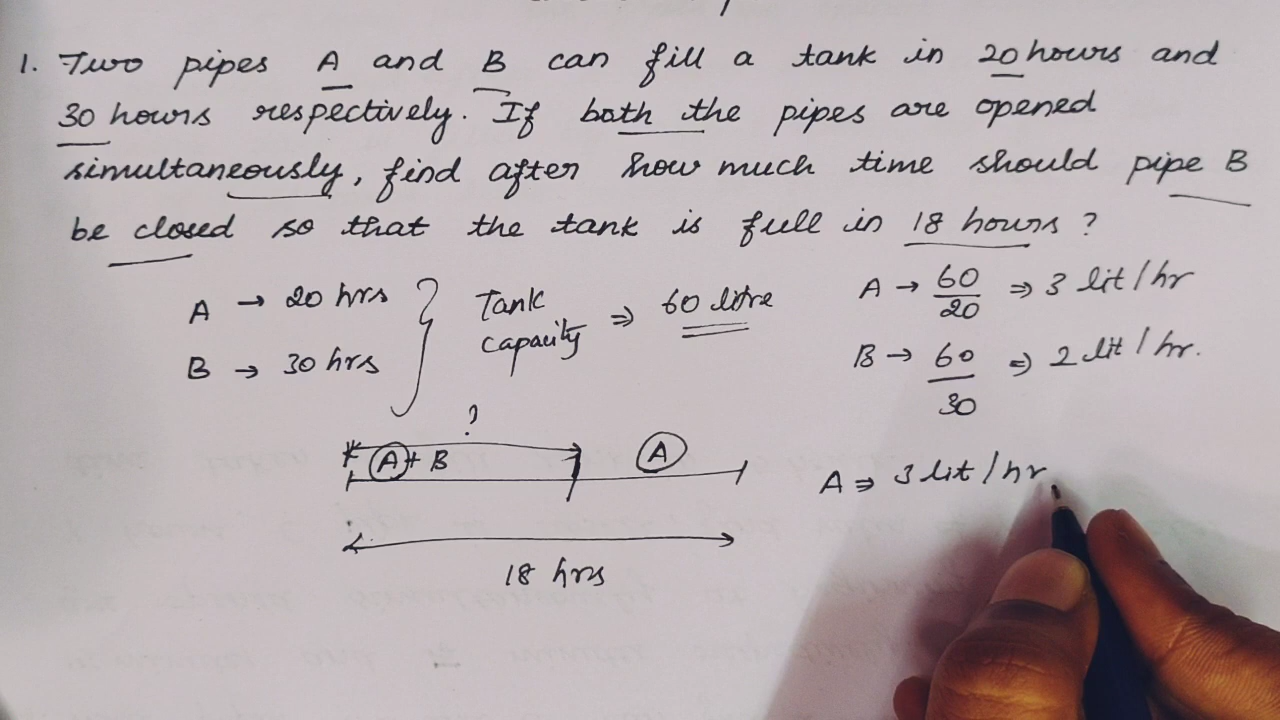 1. Two pipes A and B can fill a tank in 20 hours and
30 hours respectively. If both the pipes are opened
simultaneously, find after how much time should pipe B
be closed so that the tank is full in 18 hours?
A → 20 hrs
B → 30 hrs
Tank
capacity ⇒ 60 litre
A → 60/20 ⇒ 3 lit/hr
B → 60/30 ⇒ 2 lit/hr.
?
A + B
A
18 hrs
A ⇒ 3 lit/hr